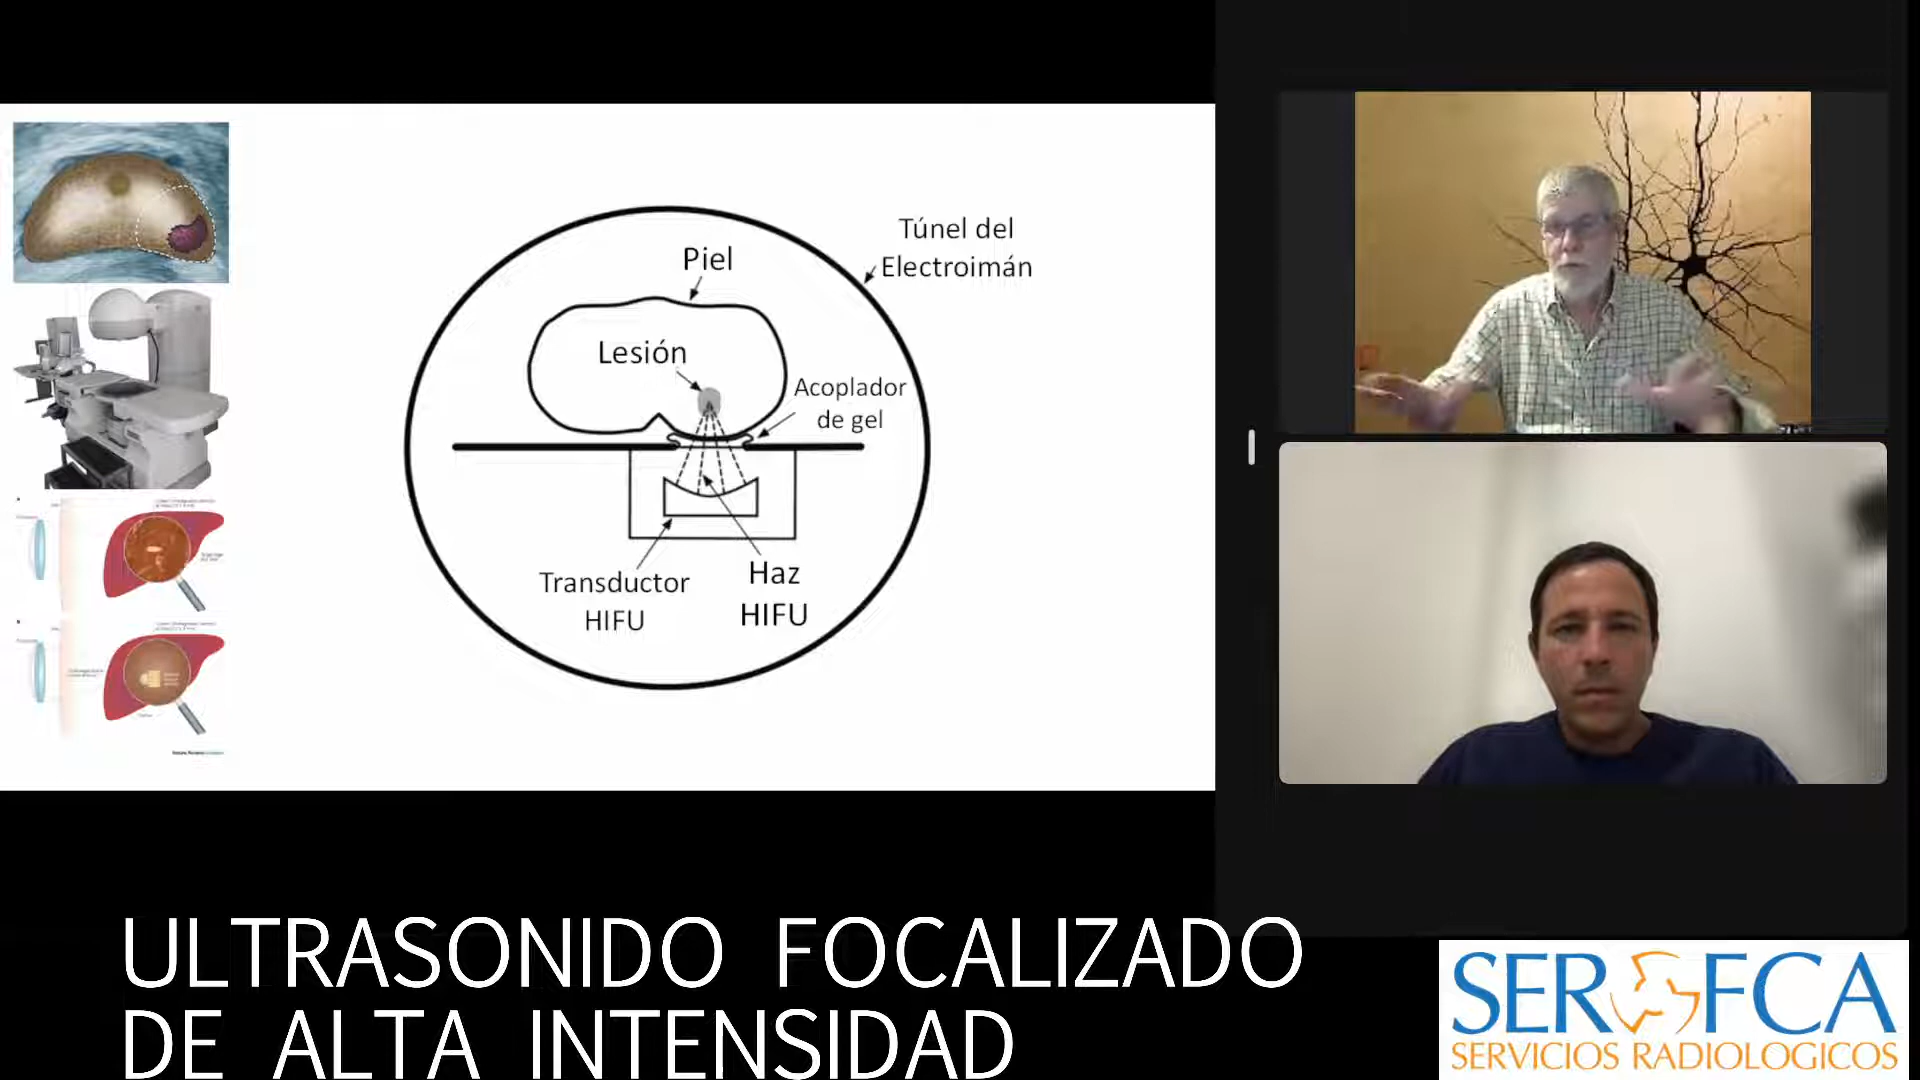 Túnel del
Electroimán
Piel
Lesión
Acoplador
de gel
Transductor
HIFU
Haz
HIFU
ULTRASONIDO FOCALIZADO
DE ALTA INTENSIDAD
SER FCA
SERVICIOS RADIOLOGICOS